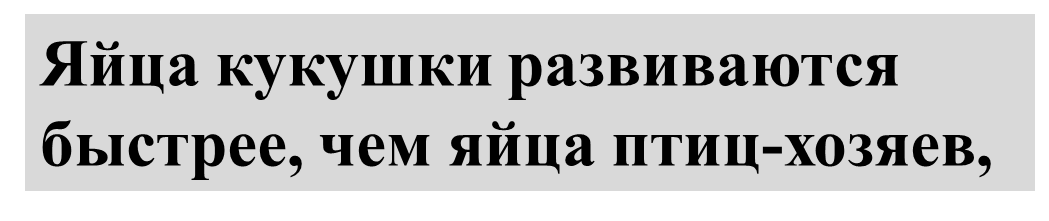 Яйца кукушки развиваются
быстрее, чем яйца птиц-хозяев,